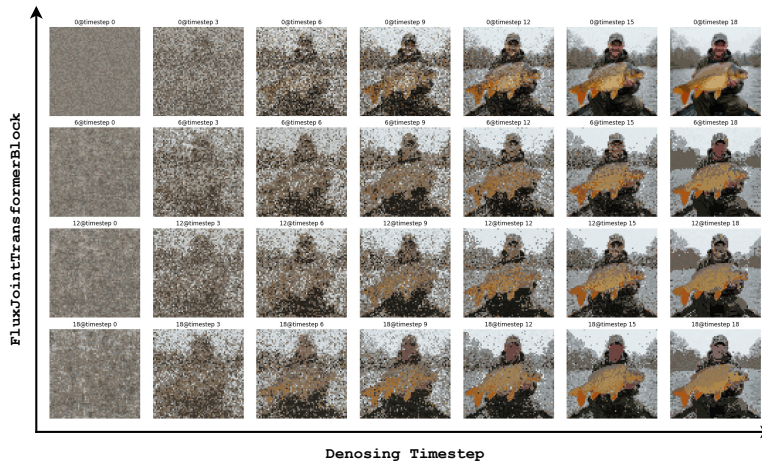 0@timestep 0 0@timestep 3 0@timestep 6 0@timestep 9 0@timestep 12 0@timestep 15 0@timestep 18
6@timestep 0 6@timestep 3 6@timestep 6 6@timestep 9 6@timestep 12 6@timestep 15 6@timestep 18
12@timestep 0 12@timestep 3 12@timestep 6 12@timestep 9 12@timestep 12 12@timestep 15 12@timestep 18
18@timestep 0 18@timestep 3 18@timestep 6 18@timestep 9 18@timestep 12 18@timestep 15 18@timestep 18
FluxJointTransformerBlock
Denosing Timestep